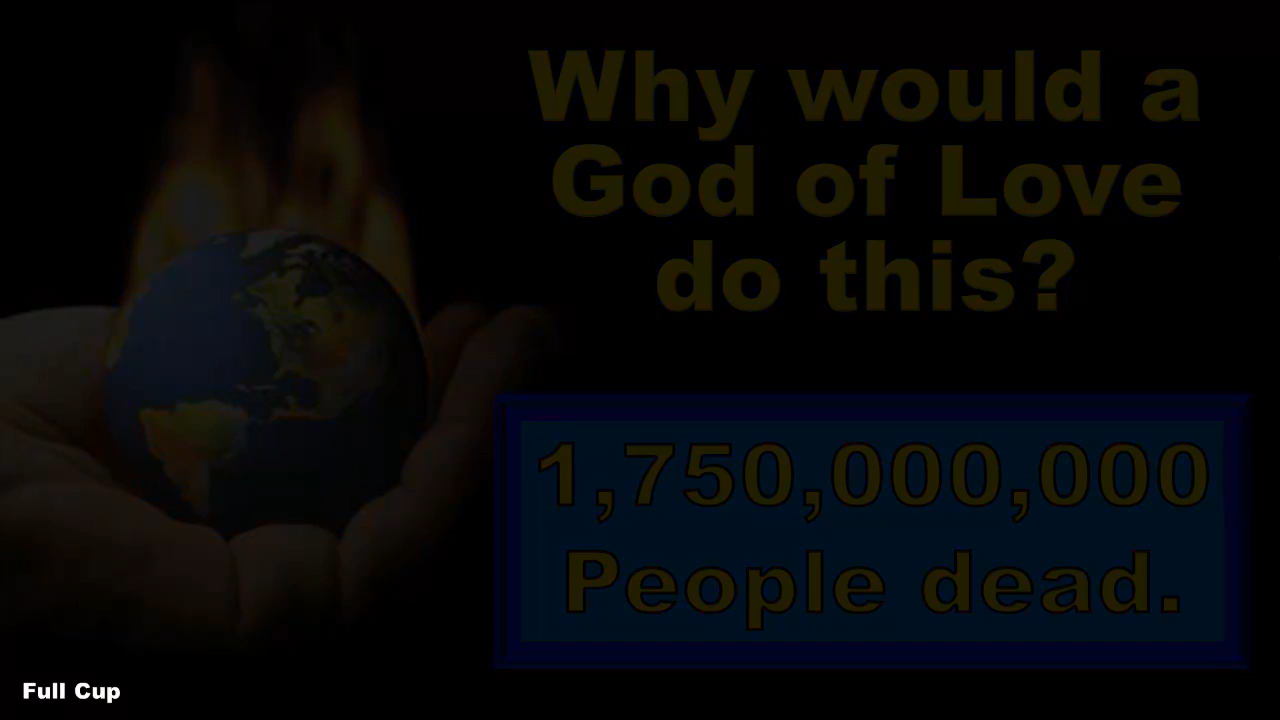 Why would a
God of Love
do this?
1,750,000,000
People dead.
Full Cup